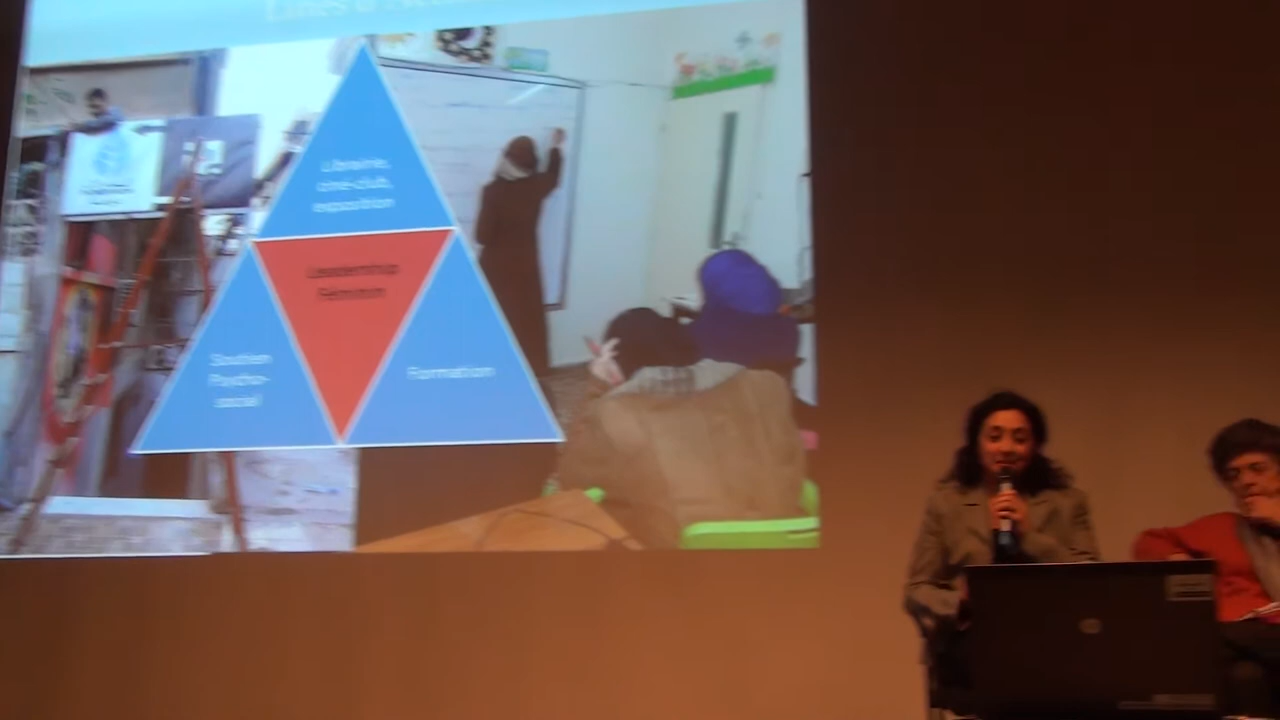 Librairie,
ciné-club,
exposition
Leadership
Féminin
Soutien
Psycho-
social
Formation